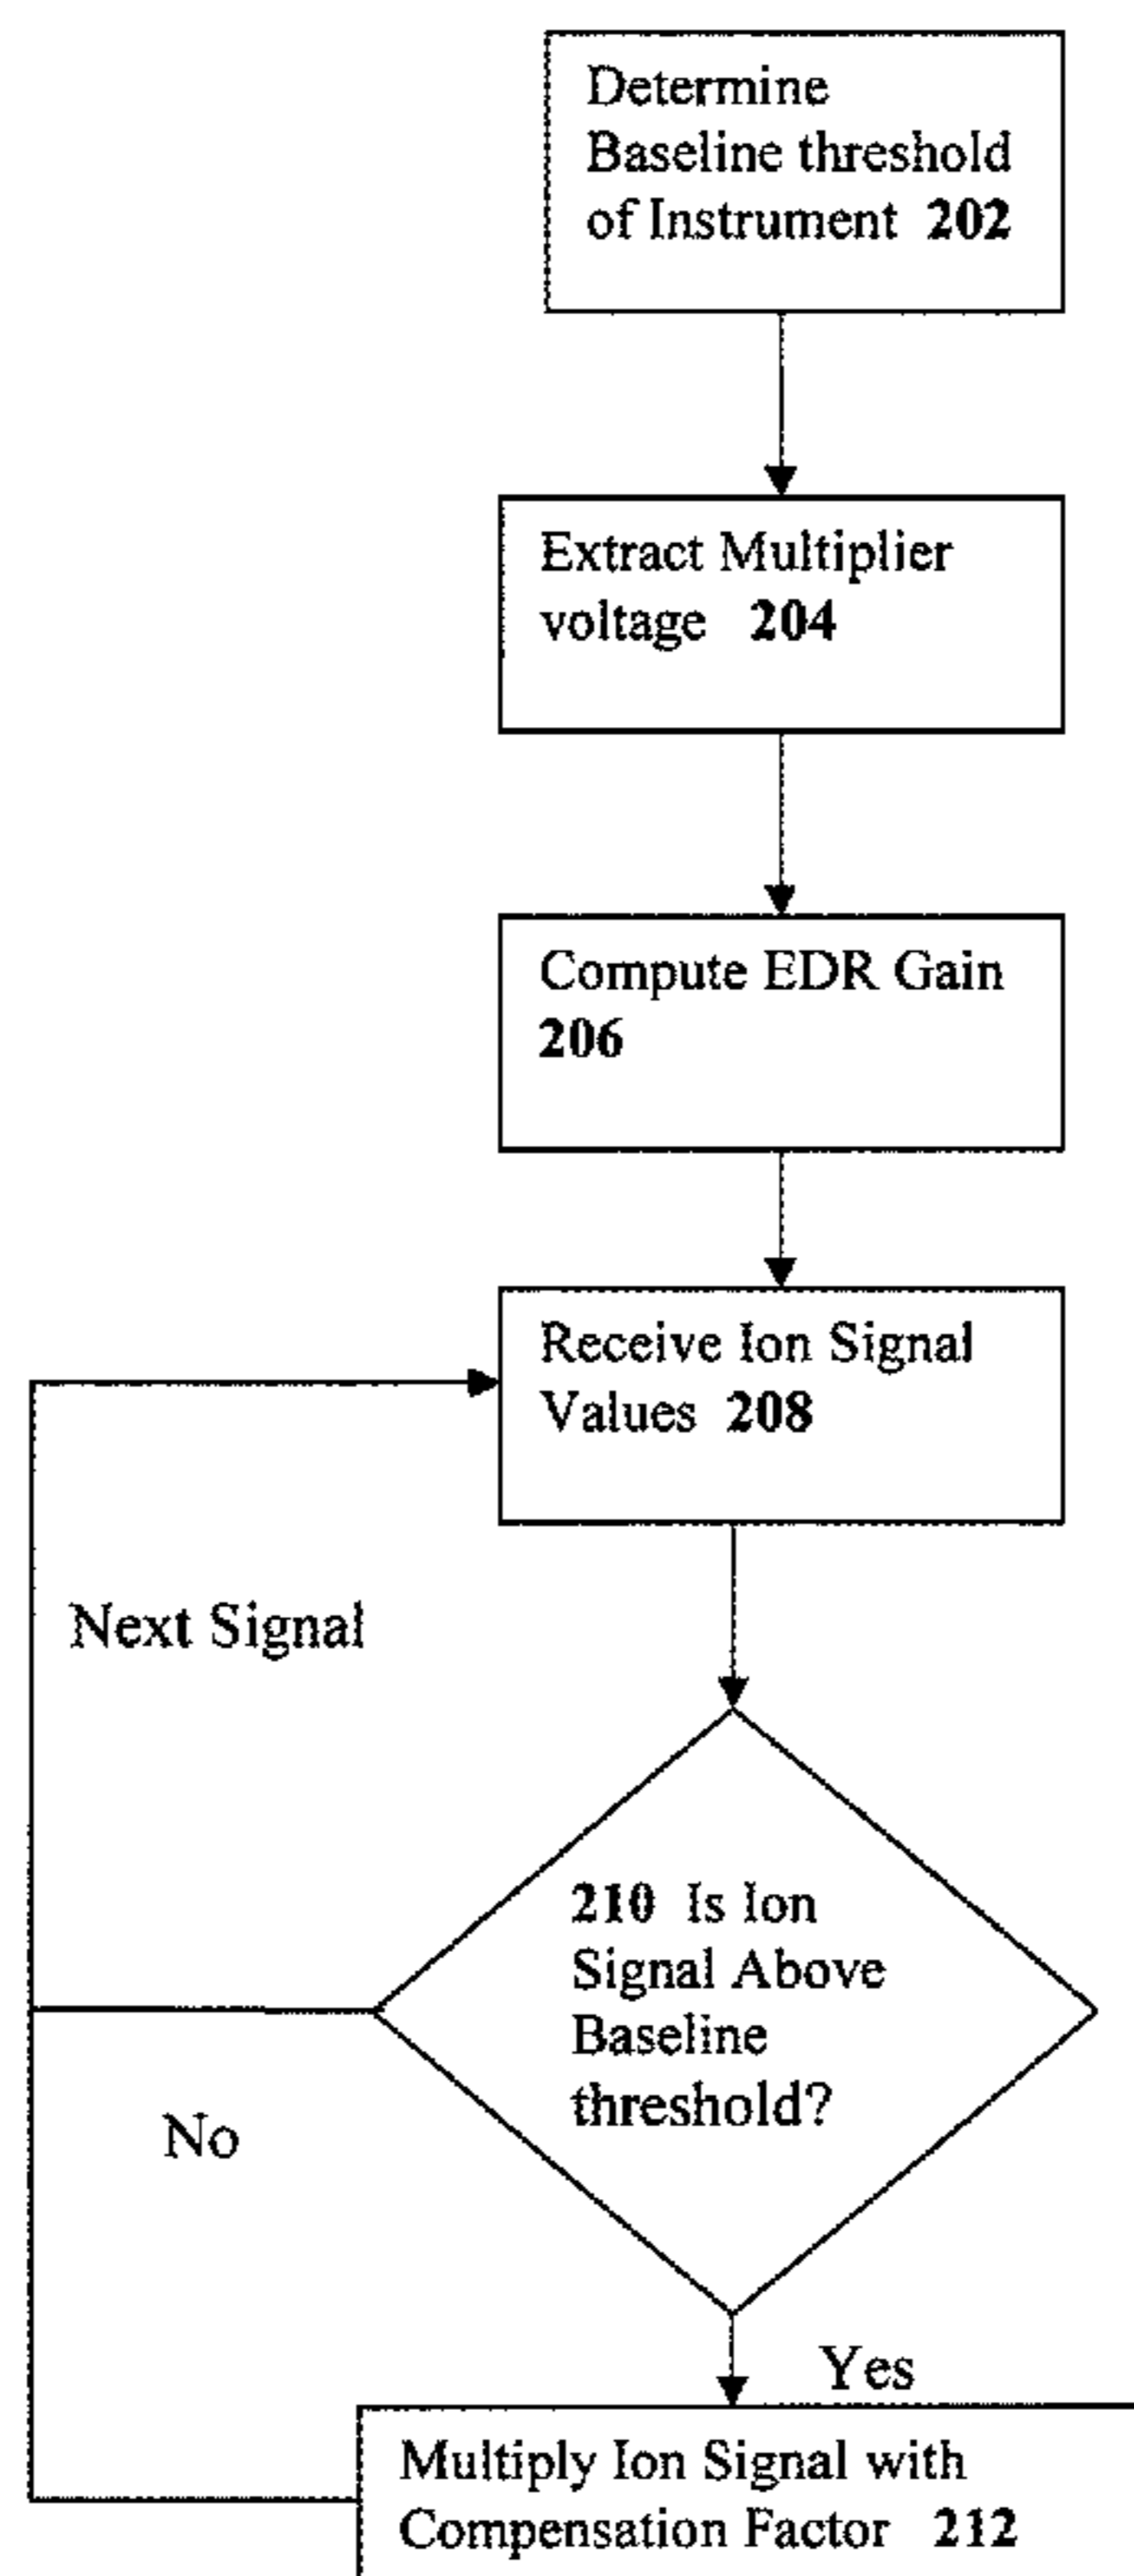 Determine
Baseline threshold
of Instrument 202
Extract Multiplier
voltage 204
Compute EDR Gain
206
Receive Ion Signal
Values 208
Next Signal
210 Is Ion
Signal Above
Baseline
threshold?
No
Yes
Multiply Ion Signal with
Compensation Factor 212